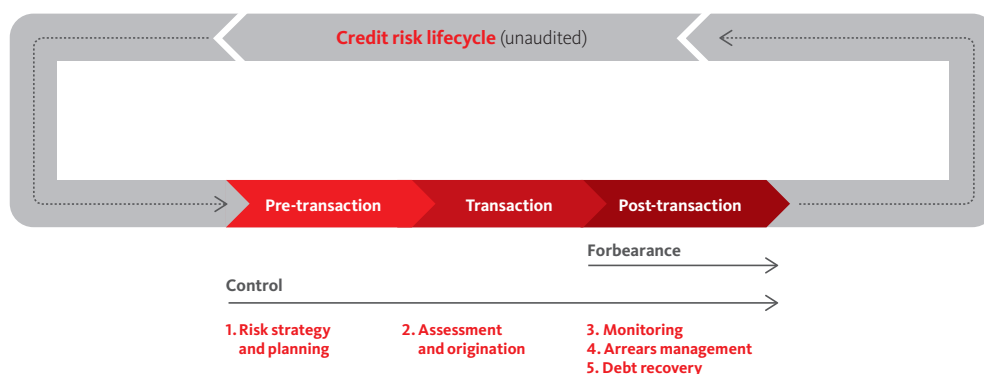 Credit risk lifecycle (unaudited)
Pre-transaction
Transaction
Post-transaction
Forbearance
Control
1. Risk strategy
and planning
2. Assessment
and origination
3. Monitoring
4. Arrears management
5. Debt recovery